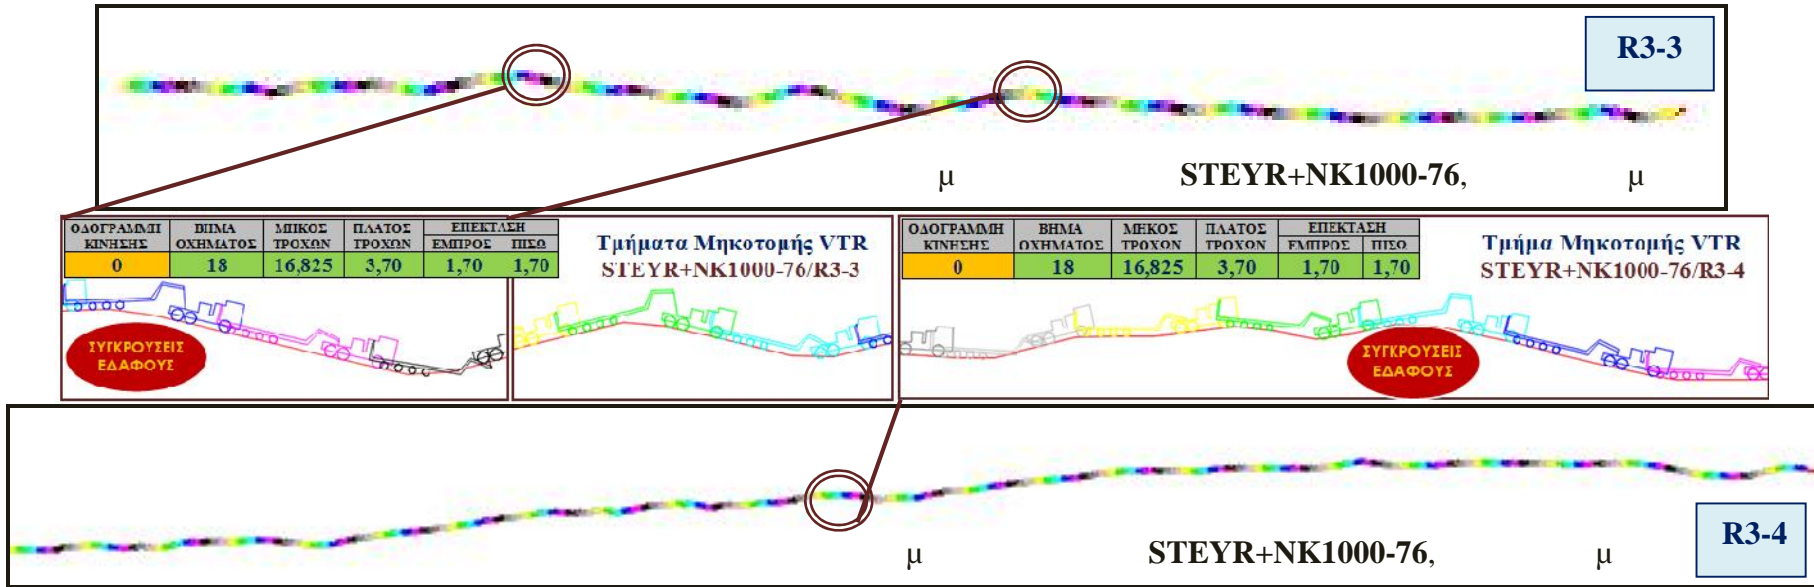 R3-3
μ STEYR+NK1000-76, μ
ΟΔΟΓΡΑΜΜΗ ΚΙΝΗΣΗΣ ΒΗΜΑ ΟΧΗΜΑΤΟΣ ΜΗΚΟΣ ΤΡΟΧΩΝ ΠΛΑΤΟΣ ΤΡΟΧΩΝ ΕΠΕΚΤΑΣΗ
ΕΜΠΡΟΣ ΠΙΣΩ
0 18 16,825 3,70 1,70 1,70
Τμήματα Μηκοτομής VTR
STEYR+NK1000-76/R3-3
ΣΥΓΚΡΟΥΣΕΙΣ
ΕΔΑΦΟΥΣ
ΟΔΟΓΡΑΜΜΗ ΚΙΝΗΣΗΣ ΒΗΜΑ ΟΧΗΜΑΤΟΣ ΜΗΚΟΣ ΤΡΟΧΩΝ ΠΛΑΤΟΣ ΤΡΟΧΩΝ ΕΠΕΚΤΑΣΗ
ΕΜΠΡΟΣ ΠΙΣΩ
0 18 16,825 3,70 1,70 1,70
Τμήμα Μηκοτομής VTR
STEYR+NK1000-76/R3-4
ΣΥΓΚΡΟΥΣΕΙΣ
ΕΔΑΦΟΥΣ
R3-4
μ STEYR+NK1000-76, μ